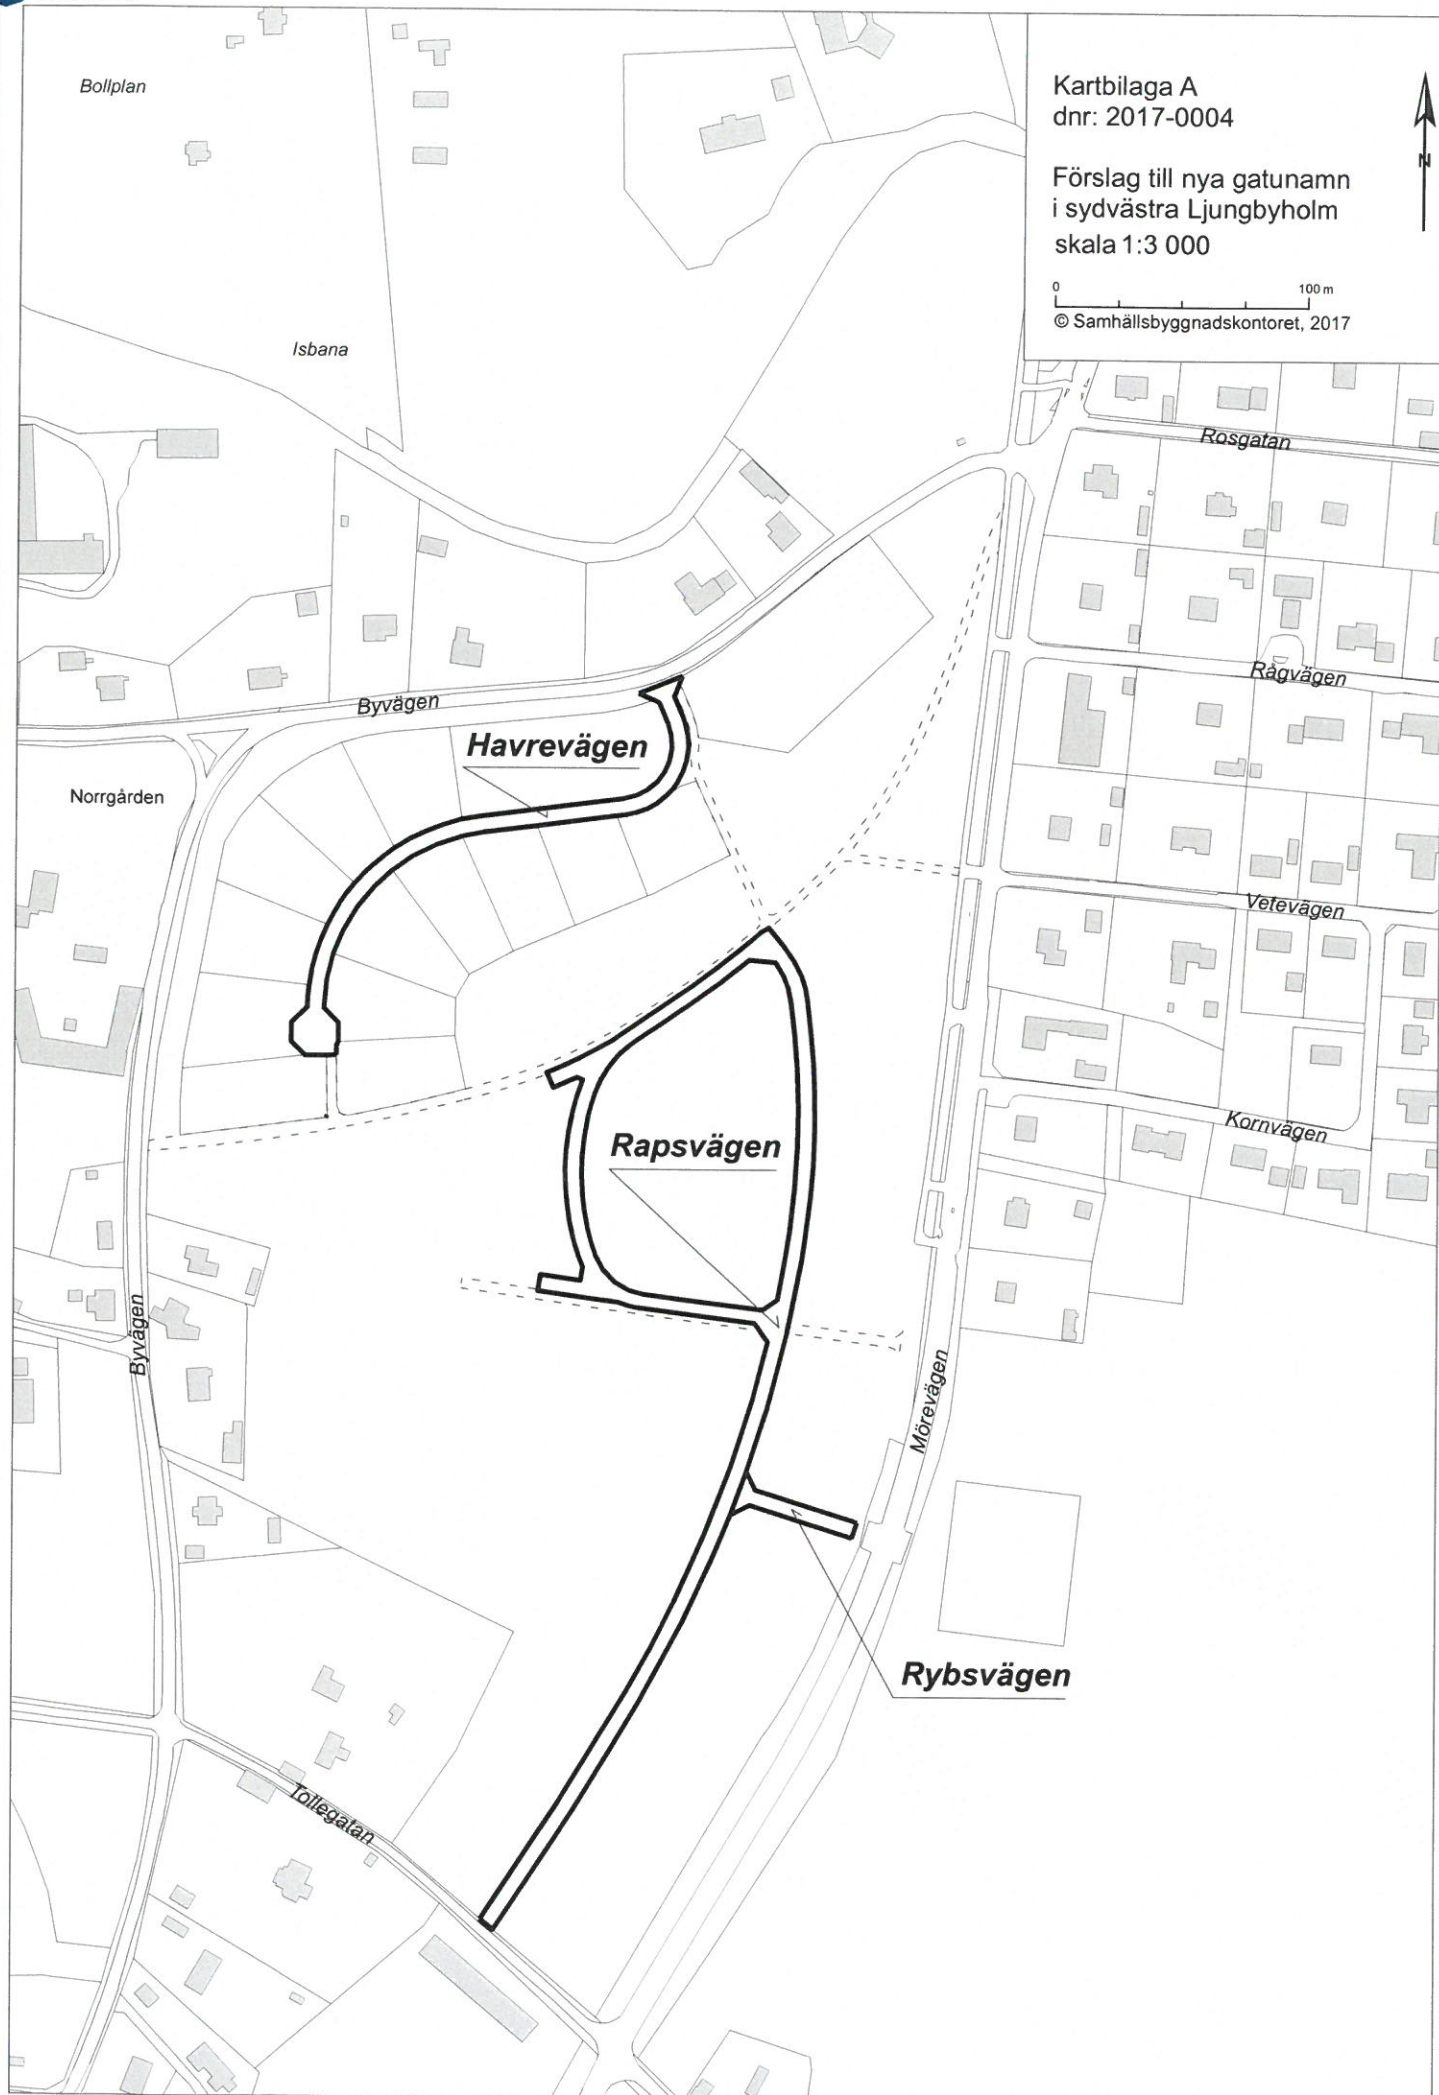 Bollplan
Kartbilaga A
dnr: 2017-0004
N
Förslag till nya gatunamn
i sydvästra Ljungbyholm
skala 1:3 000
0 100 m
© Samhällsbyggnadskontoret, 2017
Isbana
Rosgatan
Rågvägen
Byvägen
Havrevägen
Norrgården
Vetevägen
Kornvägen
Rapsvägen
Byvägen
Mörevägen
Rybsvägen
Tollegatan